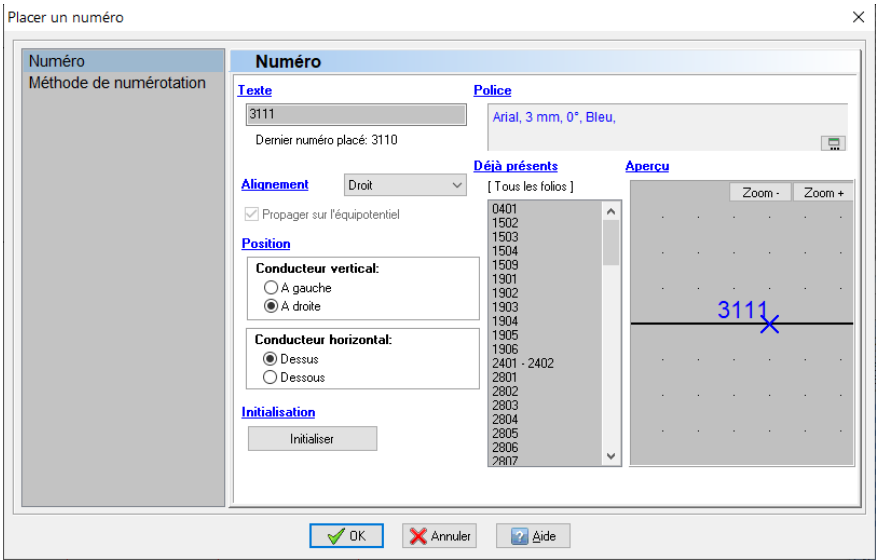 Placer un numéro
Numéro
Méthode de numérotation
Numéro
Texte
3111
Dernier numéro placé: 3110
Police
Arial, 3 mm, 0°, Bleu,
Alignement
Droit
Propager sur l'équipotentiel
Position
Conducteur vertical:
A gauche
A droite
Conducteur horizontal:
Dessus
Dessous
Initialisation
Initialiser
Déjà présents
[ Tous les folios ]
0401
1502
1503
1504
1509
1901
1902
1903
1904
1905
1906
2401 - 2402
2801
2802
2803
2804
2805
2806
2807
Aperçu
Zoom - Zoom +
3111
OK Annuler Aide